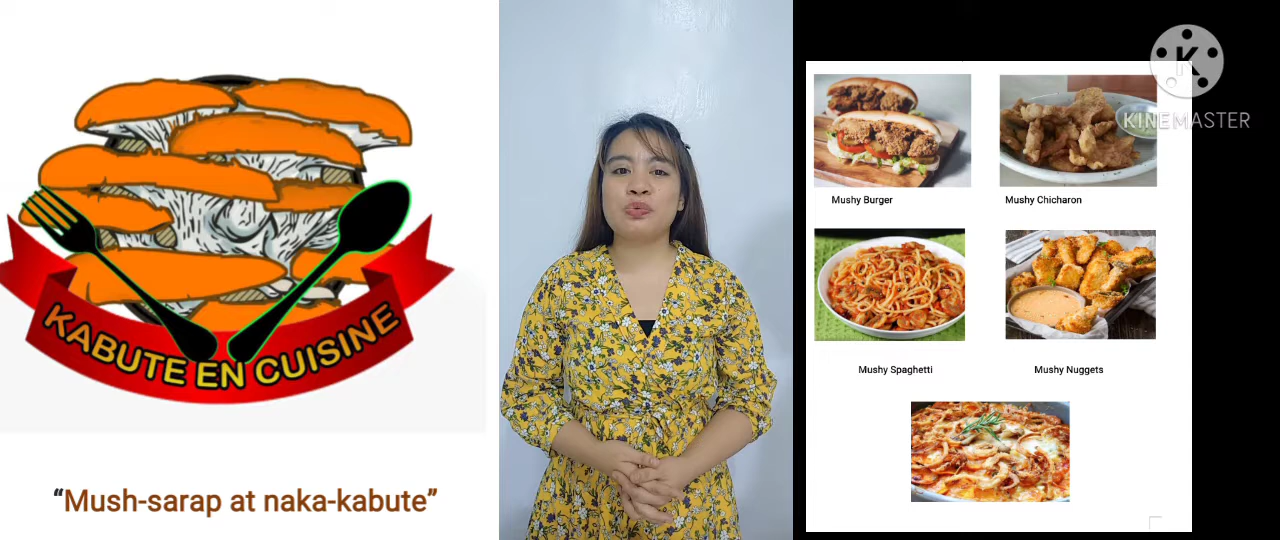 KABUTE EN CUISINE
“Mush-sarap at naka-kabute”
KINEMASTER
Mushy Burger
Mushy Chicharon
Mushy Spaghetti
Mushy Nuggets